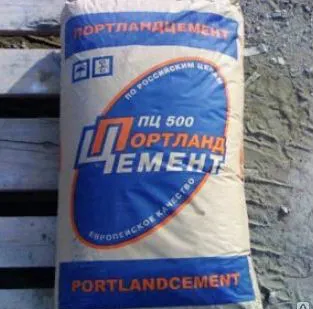 ПОРТЛАНДЦЕМЕНТ
ПО РОССИЙСКИМ ЦЕНАМ
ПЦ 500
ПОРТЛАНД
ЦЕМЕНТ
ЕВРОПЕЙСКОЕ КАЧЕСТВО
PORTLANDCEMENT